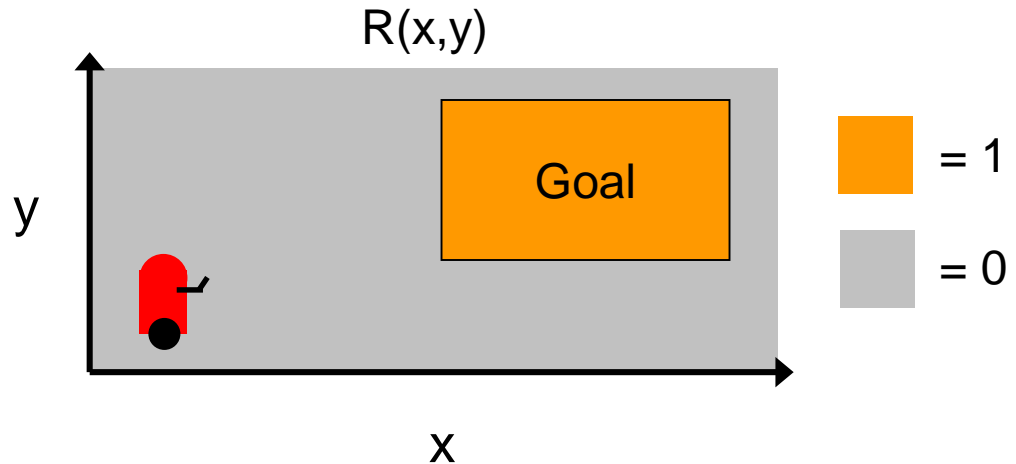 R(x,y)
y
Goal
= 1
= 0
x